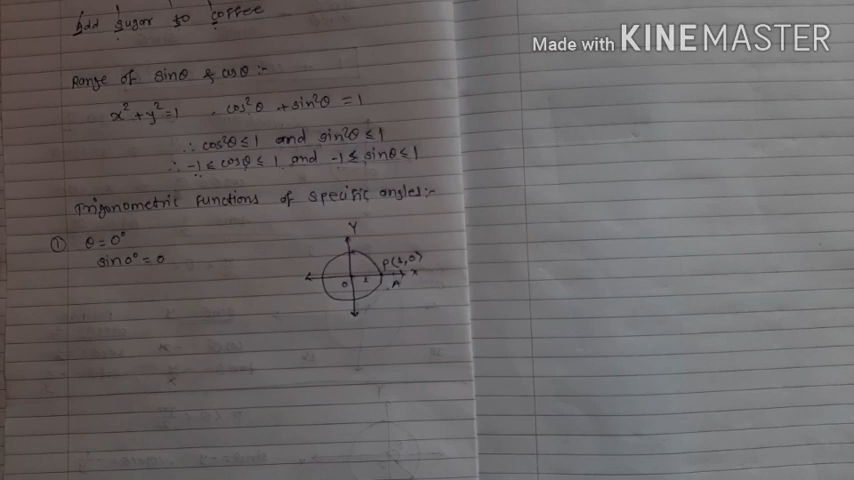 Add sugar to coffee
Made with KINEMASTER
Range of sinθ & cosθ :-
x² + y² = 1 , cos²θ + sin²θ = 1
∴ cos²θ ≤ 1 and sin²θ ≤ 1
∴ -1 ≤ cosθ ≤ 1 and -1 ≤ sinθ ≤ 1
Trigonometric functions of specific angles:-
① θ = 0°
sin0° = 0
Y
P(1,0)
X
O 1 A